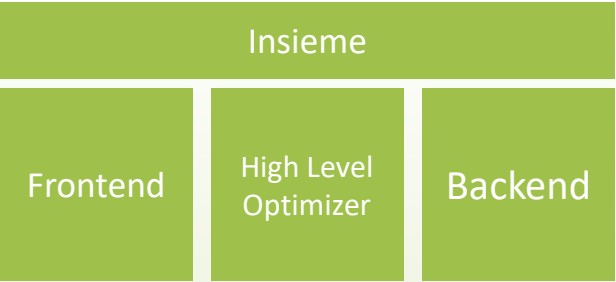 Insieme
Frontend
High Level
Optimizer
Backend